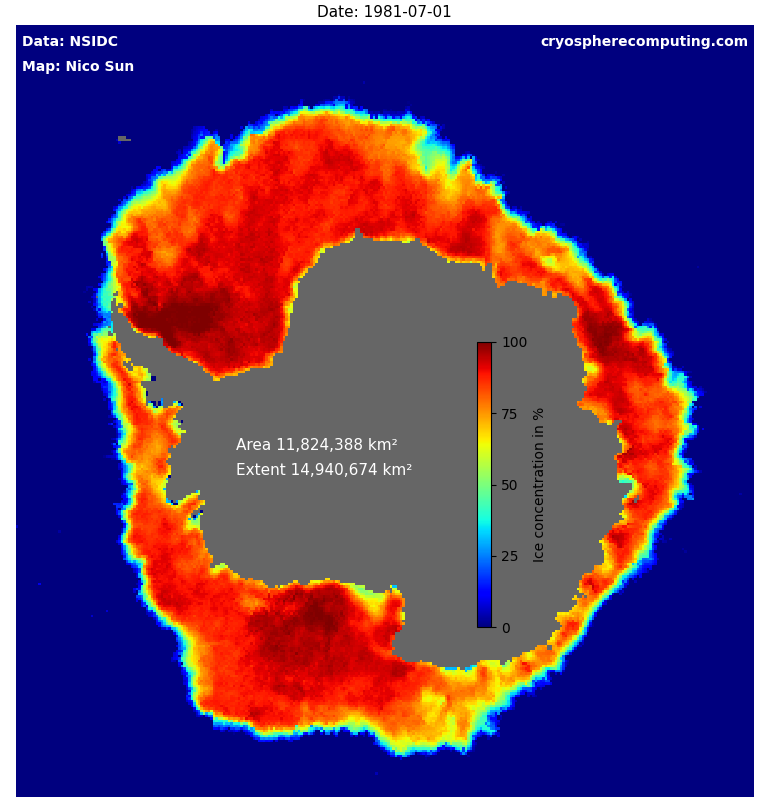 Date: 1981-07-01
Data: NSIDC
cryospherecomputing.com
Map: Nico Sun
100
75
50
25
0
Ice concentration in %
Area 11,824,388 km²
Extent 14,940,674 km²